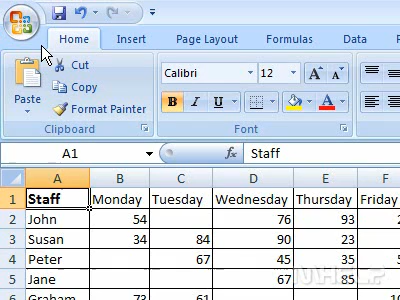 Home Insert Page Layout Formulas Data
Cut
Calibri 12 A A
Copy
Paste Format Painter B I U A
Clipboard Font
A1 fx Staff
A B C D E F
1 Staff Monday Tuesday Wednesday Thursday Friday
2 John 54 76 93
3 Susan 34 84 90 23
4 Peter 67 45 35
5 Jane 67 85
Graham 73 61